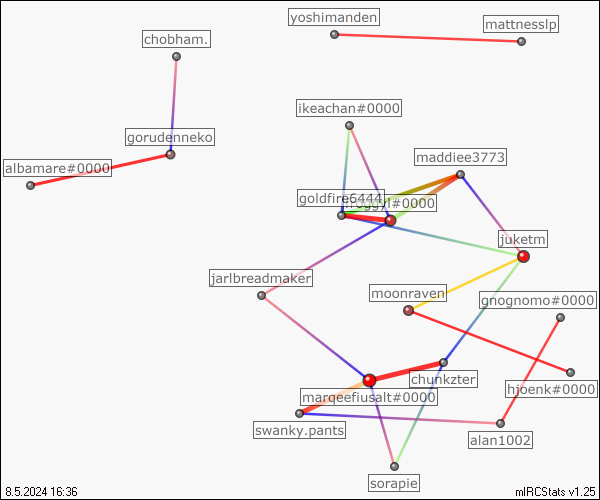 yoshimanden
mattnesslp
chobham.
ikeachan#0000
gorudenneko
maddiee3773
albamare#0000
goldfire6444
#0000
juketm
jarlbreadmaker
moonraven
gnognomo#0000
chunkzter
hjoenk#0000
marqeefiusalt#0000
swanky.pants
alan1002
sorapie
8.5.2024 16:36
mIRCStats v1.25